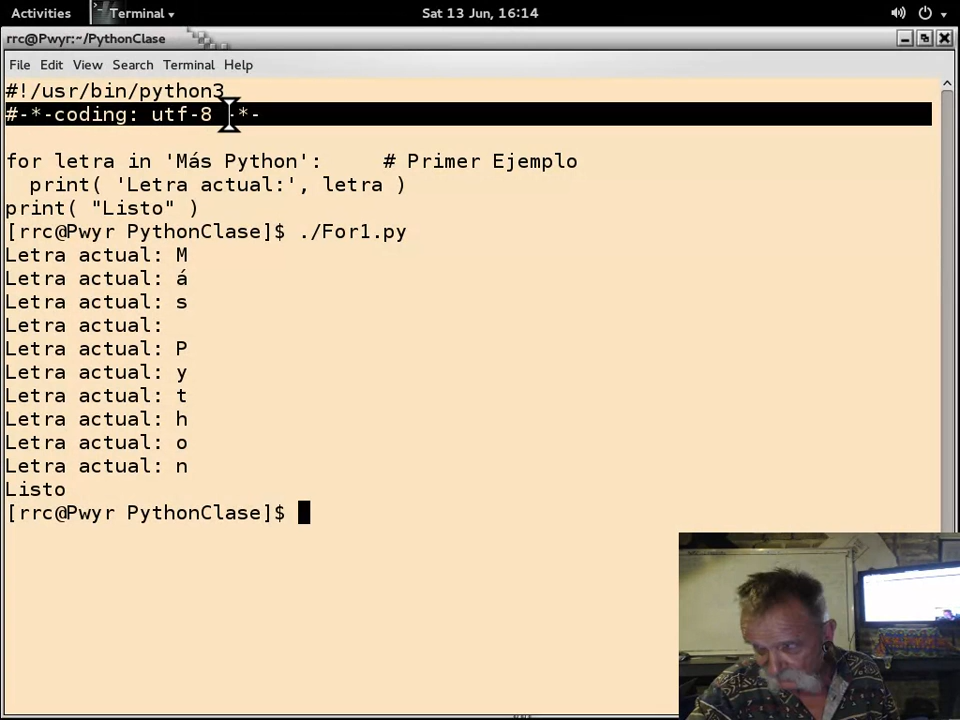 Activities Terminal Sat 13 Jun, 16:14
rrc@Pwyr:~/PythonClase
File Edit View Search Terminal Help
#!/usr/bin/python3
#-*-coding: utf-8 -*-
for letra in 'Más Python':     # Primer Ejemplo
  print( 'Letra actual:', letra )
print( "Listo" )
[rrc@Pwyr PythonClase]$ ./For1.py
Letra actual: M
Letra actual: á
Letra actual: s
Letra actual:
Letra actual: P
Letra actual: y
Letra actual: t
Letra actual: h
Letra actual: o
Letra actual: n
Listo
[rrc@Pwyr PythonClase]$